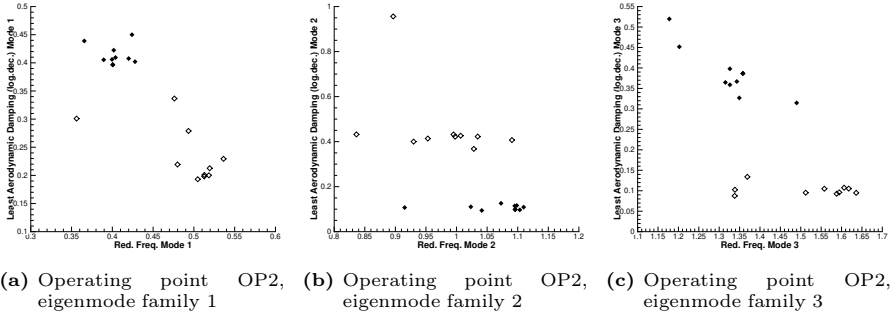 Least Aerodynamic Damping (log.dec.) Mode 1
0.5
0.4
0.3
0.2
0.1
0.3 0.35 0.4 0.45 0.5 0.55 0.6
Red. Freq. Mode 1
Least Aerodynamic Damping (log.dec.) Mode 2
1
0.8
0.6
0.4
0.2
0
0.8 0.85 0.9 0.95 1 1.05 1.1 1.15 1.2
Red. Freq. Mode 2
Least Aerodynamic Damping (log.dec.) Mode 3
0.55
0.5
0.45
0.4
0.35
0.3
0.25
0.2
0.15
0.1
0.05
0
1.1 1.15 1.2 1.25 1.3 1.35 1.4 1.45 1.5 1.55 1.6 1.65 1.7
Red. Freq. Mode 3
(a) Operating point OP2,
eigenmode family 1
(b) Operating point OP2,
eigenmode family 2
(c) Operating point OP2,
eigenmode family 3